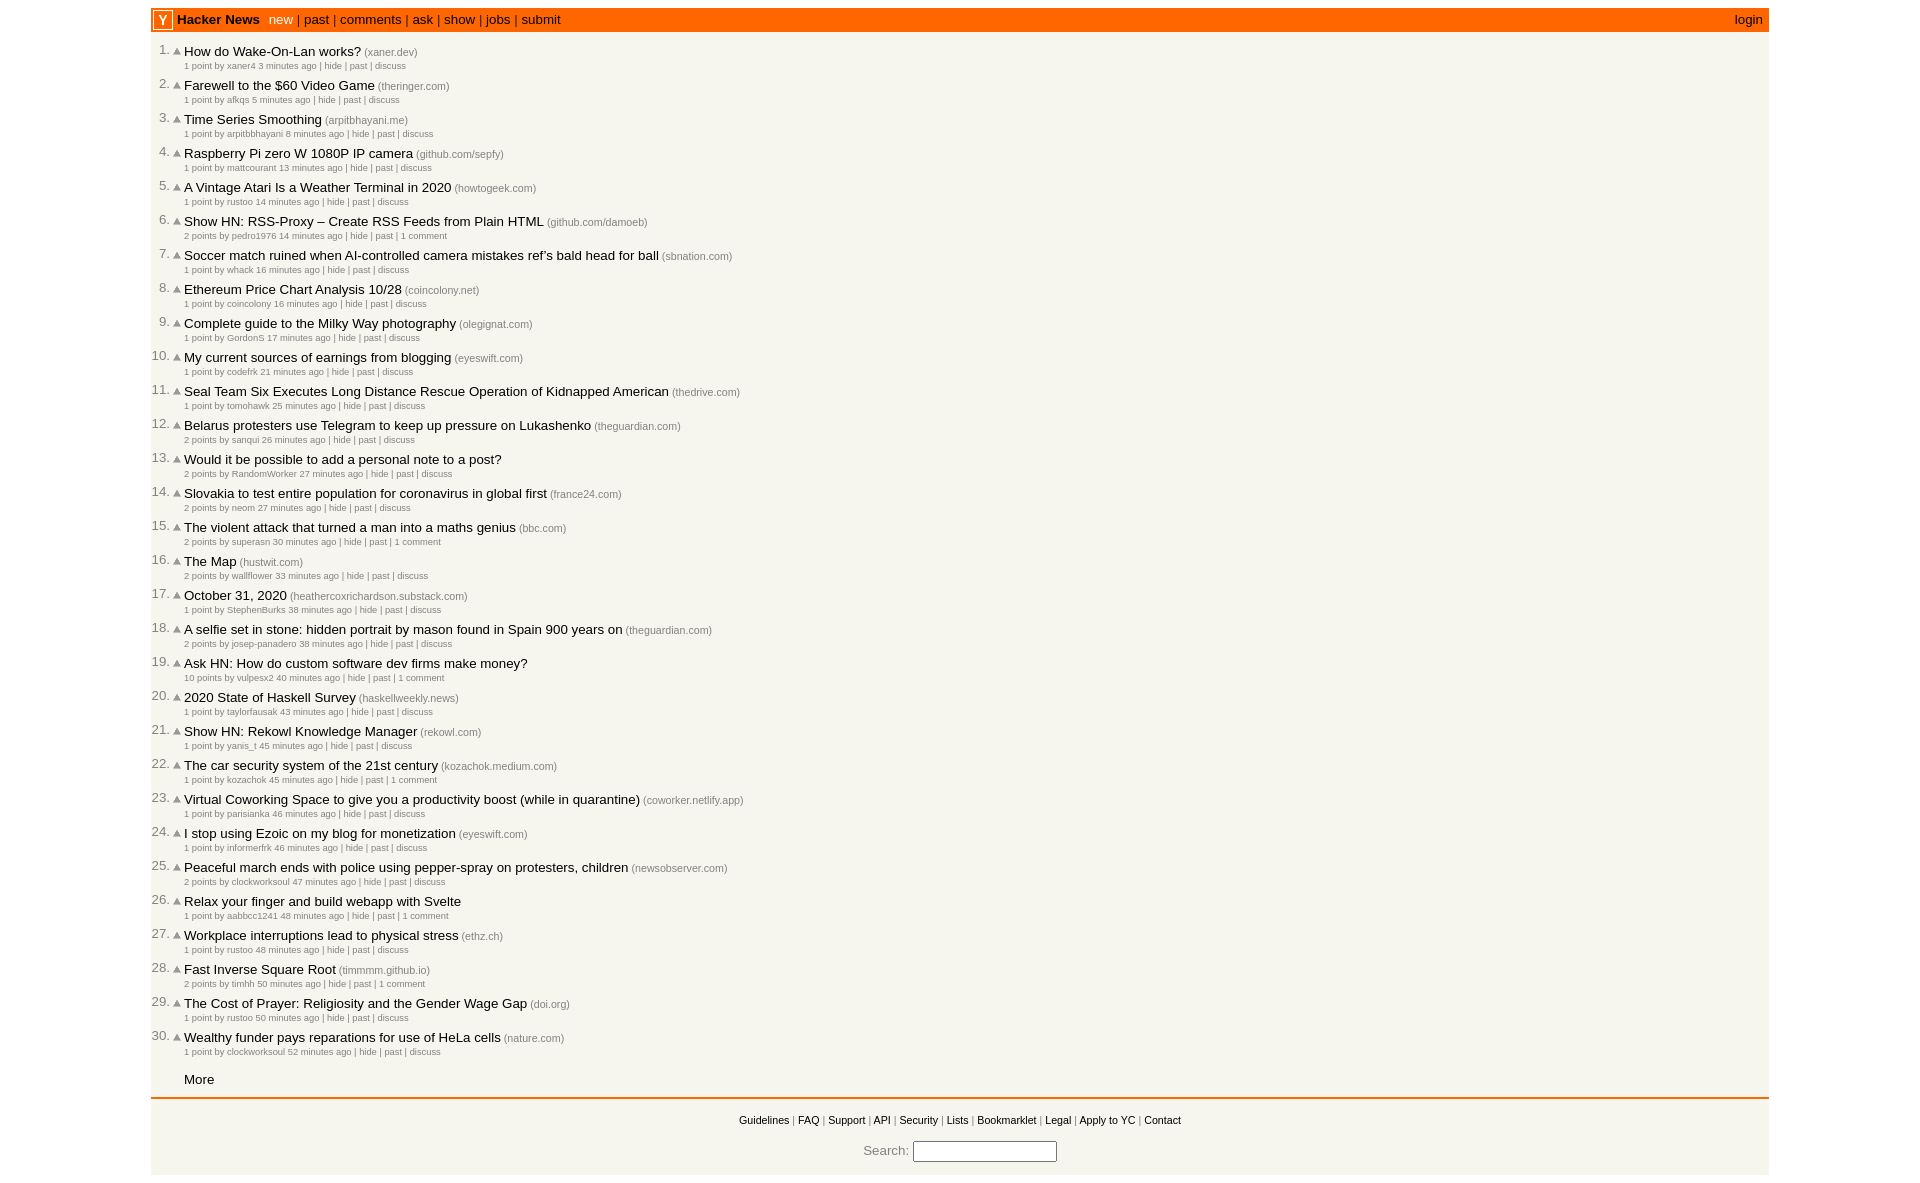 Y Hacker News new | past | comments | ask | show | jobs | submit login
1. How do Wake-On-Lan works? (xaner.dev)
1 point by xaner4 3 minutes ago | hide | past | discuss
2. Farewell to the $60 Video Game (theringer.com)
1 point by afkqs 5 minutes ago | hide | past | discuss
3. Time Series Smoothing (arpitbhayani.me)
1 point by arpitbbhayani 8 minutes ago | hide | past | discuss
4. Raspberry Pi zero W 1080P IP camera (github.com/sepfy)
1 point by mattcourant 13 minutes ago | hide | past | discuss
5. A Vintage Atari Is a Weather Terminal in 2020 (howtogeek.com)
1 point by rustoo 14 minutes ago | hide | past | discuss
6. Show HN: RSS-Proxy – Create RSS Feeds from Plain HTML (github.com/damoeb)
2 points by pedro1976 14 minutes ago | hide | past | 1 comment
7. Soccer match ruined when AI-controlled camera mistakes ref’s bald head for ball (sbnation.com)
1 point by whack 16 minutes ago | hide | past | discuss
8. Ethereum Price Chart Analysis 10/28 (coincolony.net)
1 point by coincolony 16 minutes ago | hide | past | discuss
9. Complete guide to the Milky Way photography (olegignat.com)
1 point by GordonS 17 minutes ago | hide | past | discuss
10. My current sources of earnings from blogging (eyeswift.com)
1 point by codefrk 21 minutes ago | hide | past | discuss
11. Seal Team Six Executes Long Distance Rescue Operation of Kidnapped American (thedrive.com)
1 point by tomohawk 25 minutes ago | hide | past | discuss
12. Belarus protesters use Telegram to keep up pressure on Lukashenko (theguardian.com)
2 points by sanqui 26 minutes ago | hide | past | discuss
13. Would it be possible to add a personal note to a post?
2 points by RandomWorker 27 minutes ago | hide | past | discuss
14. Slovakia to test entire population for coronavirus in global first (france24.com)
2 points by neom 27 minutes ago | hide | past | discuss
15. The violent attack that turned a man into a maths genius (bbc.com)
2 points by superasn 30 minutes ago | hide | past | 1 comment
16. The Map (hustwit.com)
2 points by wallflower 33 minutes ago | hide | past | discuss
17. October 31, 2020 (heathercoxrichardson.substack.com)
1 point by StephenBurks 38 minutes ago | hide | past | discuss
18. A selfie set in stone: hidden portrait by mason found in Spain 900 years on (theguardian.com)
2 points by josep-panadero 38 minutes ago | hide | past | discuss
19. Ask HN: How do custom software dev firms make money?
10 points by vulpesx2 40 minutes ago | hide | past | 1 comment
20. 2020 State of Haskell Survey (haskellweekly.news)
1 point by taylorfausak 43 minutes ago | hide | past | discuss
21. Show HN: Rekowl Knowledge Manager (rekowl.com)
1 point by yanis_t 45 minutes ago | hide | past | discuss
22. The car security system of the 21st century (kozachok.medium.com)
1 point by kozachok 45 minutes ago | hide | past | 1 comment
23. Virtual Coworking Space to give you a productivity boost (while in quarantine) (coworker.netlify.app)
1 point by parisianka 46 minutes ago | hide | past | discuss
24. I stop using Ezoic on my blog for monetization (eyeswift.com)
1 point by informerfrk 46 minutes ago | hide | past | discuss
25. Peaceful march ends with police using pepper-spray on protesters, children (newsobserver.com)
2 points by clockworksoul 47 minutes ago | hide | past | discuss
26. Relax your finger and build webapp with Svelte
1 point by aabbcc1241 48 minutes ago | hide | past | 1 comment
27. Workplace interruptions lead to physical stress (ethz.ch)
1 point by rustoo 48 minutes ago | hide | past | discuss
28. Fast Inverse Square Root (timmmm.github.io)
2 points by timhh 50 minutes ago | hide | past | 1 comment
29. The Cost of Prayer: Religiosity and the Gender Wage Gap (doi.org)
1 point by rustoo 50 minutes ago | hide | past | discuss
30. Wealthy funder pays reparations for use of HeLa cells (nature.com)
1 point by clockworksoul 52 minutes ago | hide | past | discuss
More
Guidelines | FAQ | Support | API | Security | Lists | Bookmarklet | Legal | Apply to YC | Contact
Search: